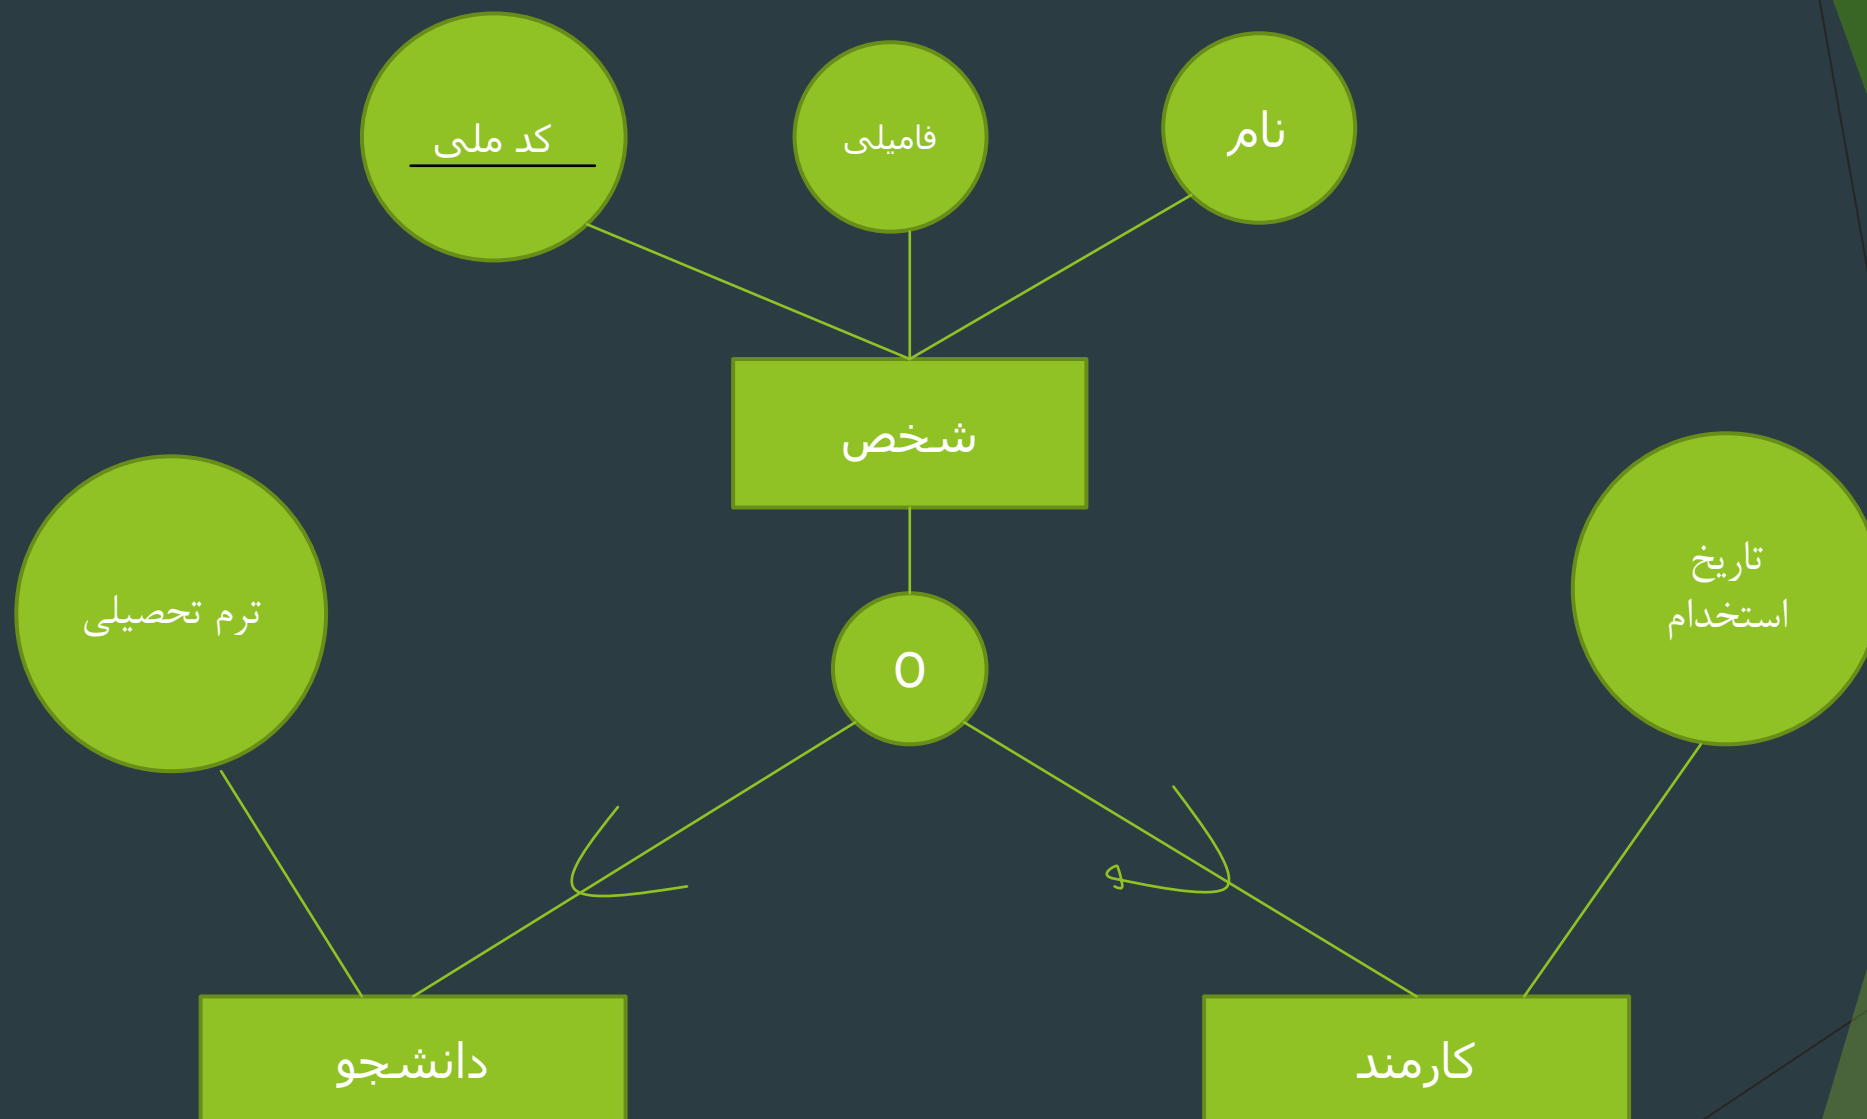 نام
فامیلی
کد ملی
شخص
تاریخ
استخدام
ترم تحصیلی
O
کارمند
دانشجو